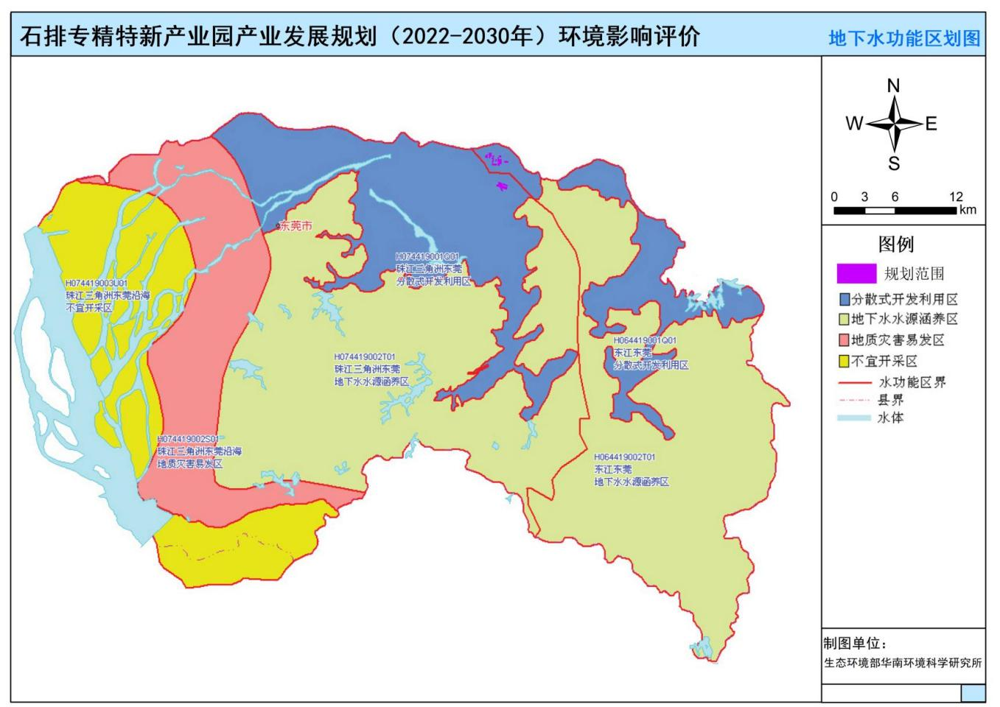 石排专精特新产业园产业发展规划（2022-2030年）环境影响评价
地下水功能区划图
N
W
E
S
0 3 6 12
km
图例
规划范围
分散式开发利用区
地下水水源涵养区
地质灾害易发区
不宜开采区
水功能区界
县界
水体
东莞市
H074419001Q01
珠江三角洲东莞
分散式开发利用区
H074419003U01
珠江三角洲东莞沿海
不宜开采区
H064419001Q01
东江东莞
分散式开发利用区
H074419002T01
珠江三角洲东莞
地下水水源涵养区
H074419002S01
珠江三角洲东莞沿海
地质灾害易发区
H064419002T01
东江东莞
地下水水源涵养区
制图单位：
生态环境部华南环境科学研究所